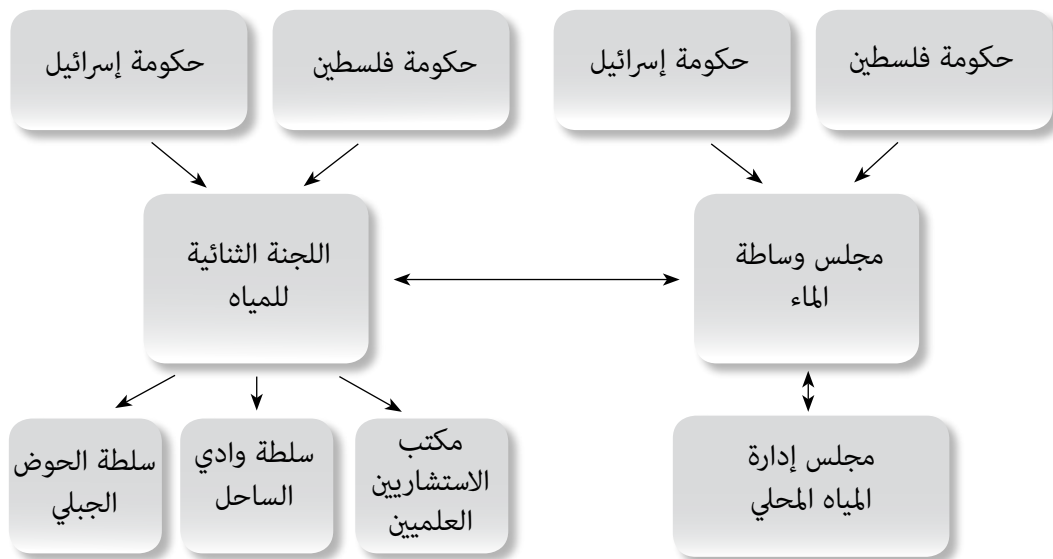 حكومة فلسطين
حكومة إسرائيل
حكومة فلسطين
حكومة إسرائيل
مجلس وساطة
الماء
اللجنة الثنائية
للمياه
مجلس إدارة
المياه المحلي
مكتب
الاستشاريين
العلميين
سلطة وادي
الساحل
سلطة الحوض
الجبلي